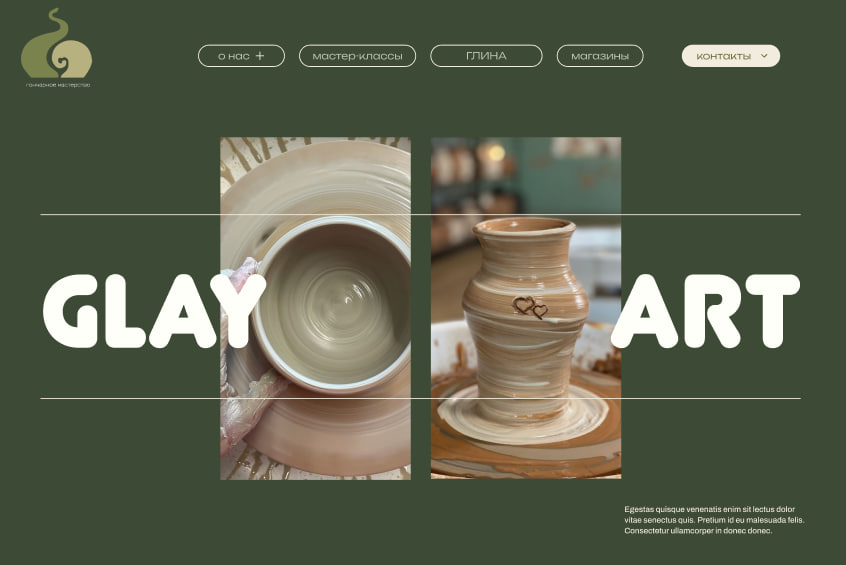 гончарное мастерство
о нас +
мастер-классы
ГЛИНА
магазины
контакты
GLAY ART
Egestas quisque venenatis enim sit lectus dolor
vitae senectus quis. Pretium id eu malesuada felis.
Consectetur ullamcorper in donec donec.